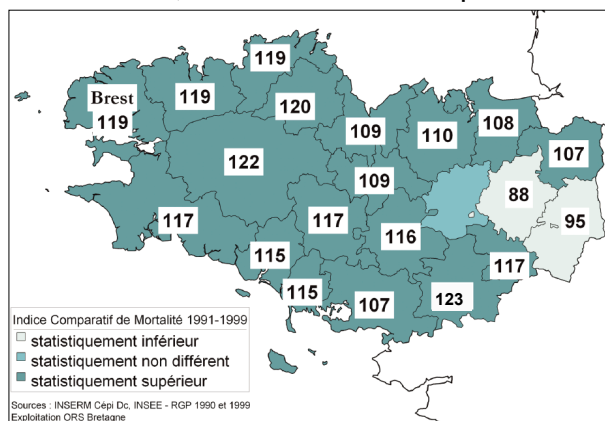 119
Brest
119
119
120
109
110
108
107
122
109
88
95
117
117
116
115
117
115
107
123
Indice Comparatif de Mortalité 1991-1999
statistiquement inférieur
statistiquement non différent
statistiquement supérieur
Sources : INSERM Cépi Dc, INSEE - RGP 1990 et 1999
Exploitation ORS Bretagne